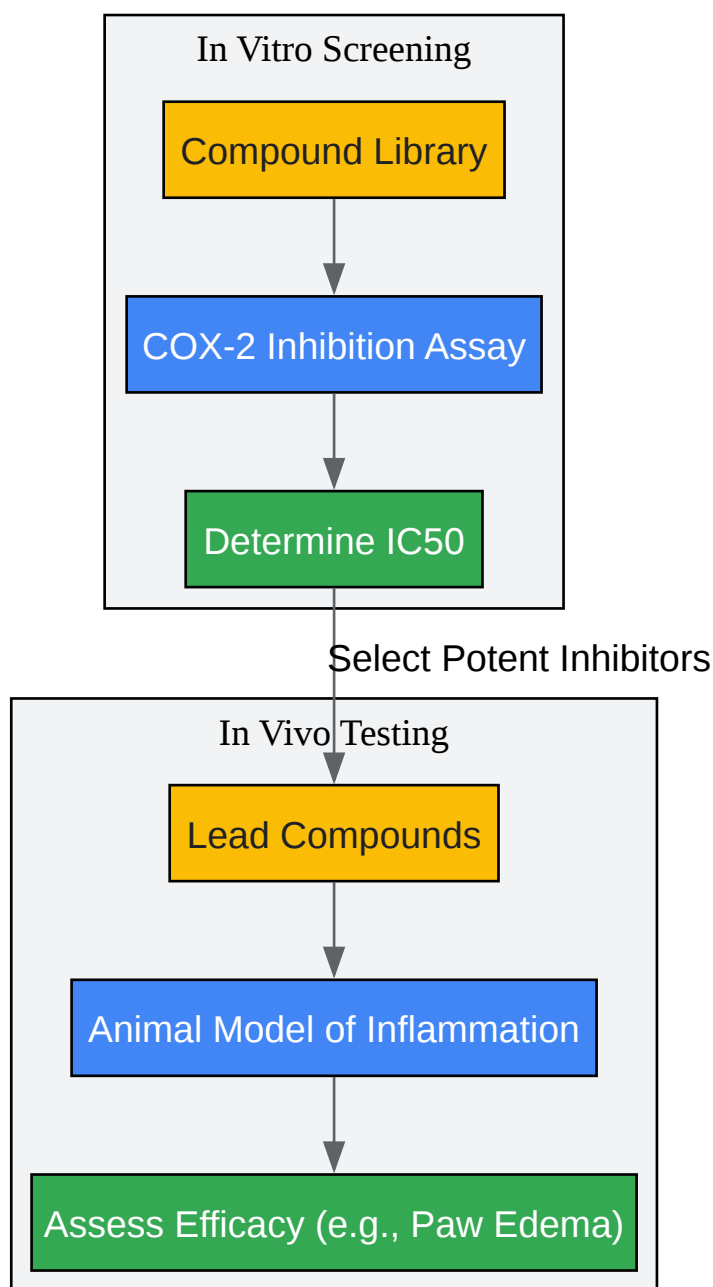 In Vitro Screening
Compound Library
COX-2 Inhibition Assay
Determine IC50
Select Potent Inhibitors
In Vivo Testing
Lead Compounds
Animal Model of Inflammation
Assess Efficacy (e.g., Paw Edema)